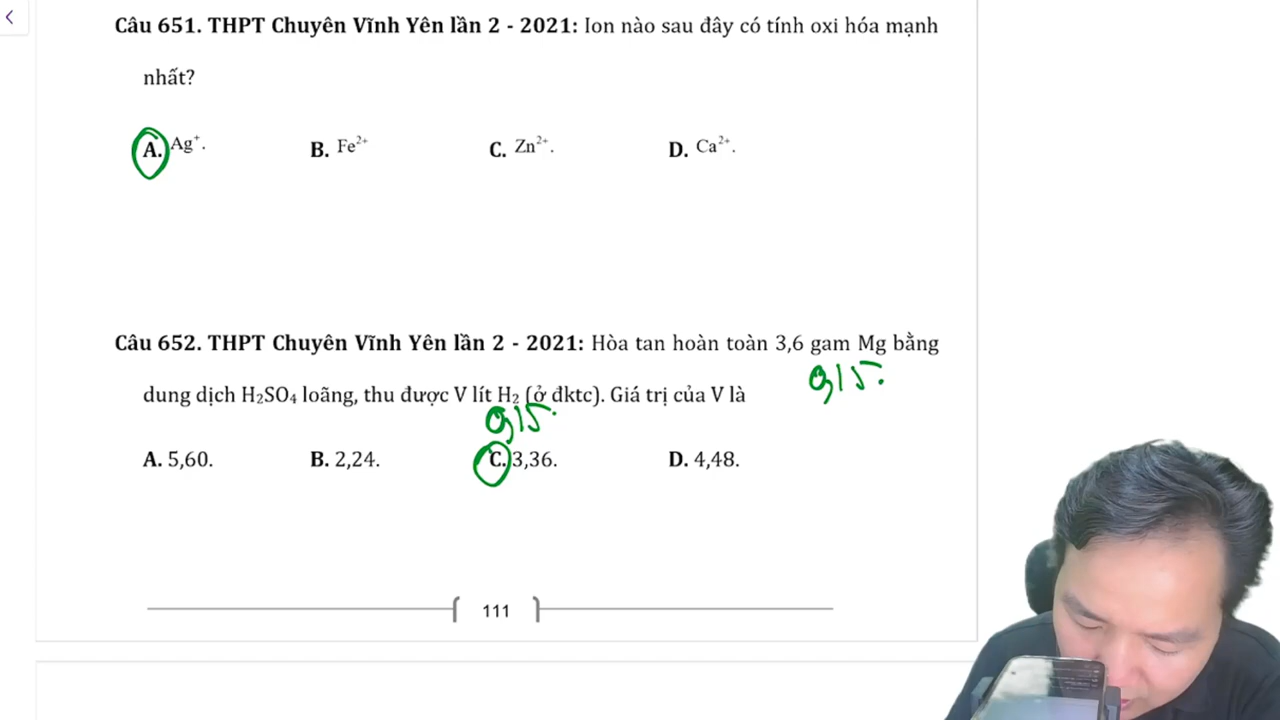 Câu 651. THPT Chuyên Vĩnh Yên lần 2 - 2021: Ion nào sau đây có tính oxi hóa mạnh
nhất?
A. Ag⁺. B. Fe²⁺ C. Zn²⁺. D. Ca²⁺.
Câu 652. THPT Chuyên Vĩnh Yên lần 2 - 2021: Hòa tan hoàn toàn 3,6 gam Mg bằng
0,15.
dung dịch H₂SO₄ loãng, thu được V lít H₂ (ở đktc). Giá trị của V là
0,15.
A. 5,60. B. 2,24. C. 3,36. D. 4,48.
111